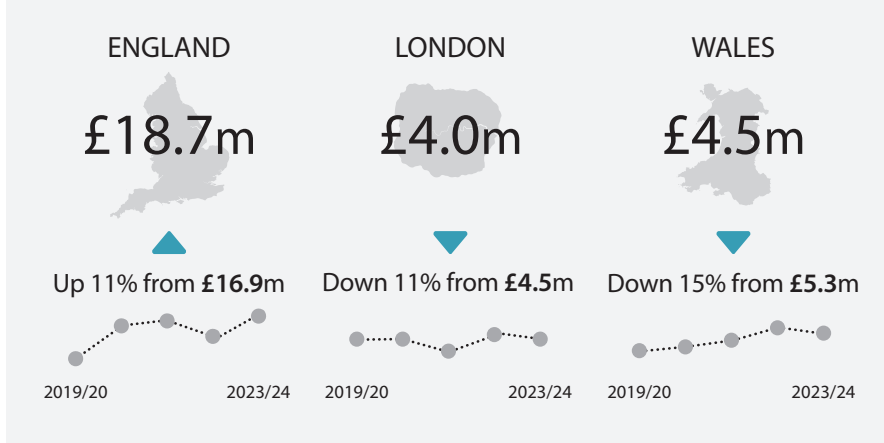 ENGLAND
£18.7m
Up 11% from £16.9m
2019/20 2023/24
LONDON
£4.0m
Down 11% from £4.5m
2019/20 2023/24
WALES
£4.5m
Down 15% from £5.3m
2019/20 2023/24